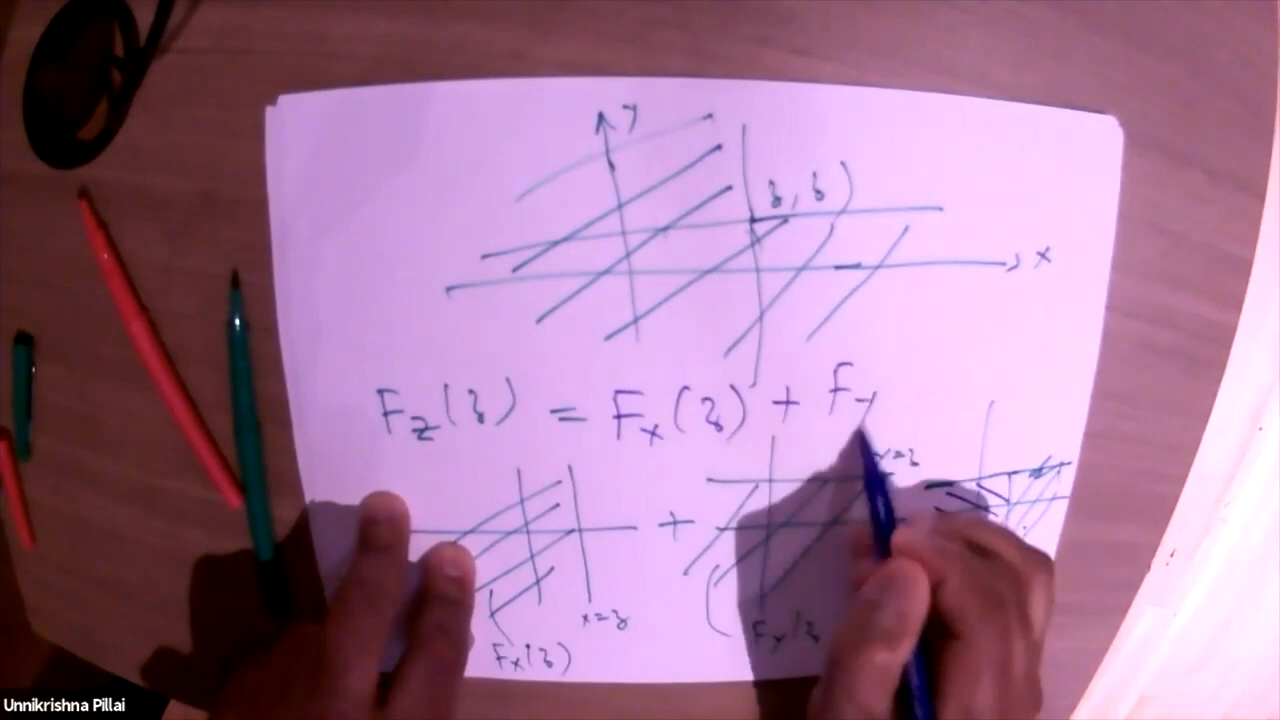 y
z, z)
x
F_Z(z) = F_X(z) + F_Y
y=z
+
x=z
F_X(z)
F_Y(z
Unnikrishna Pillai